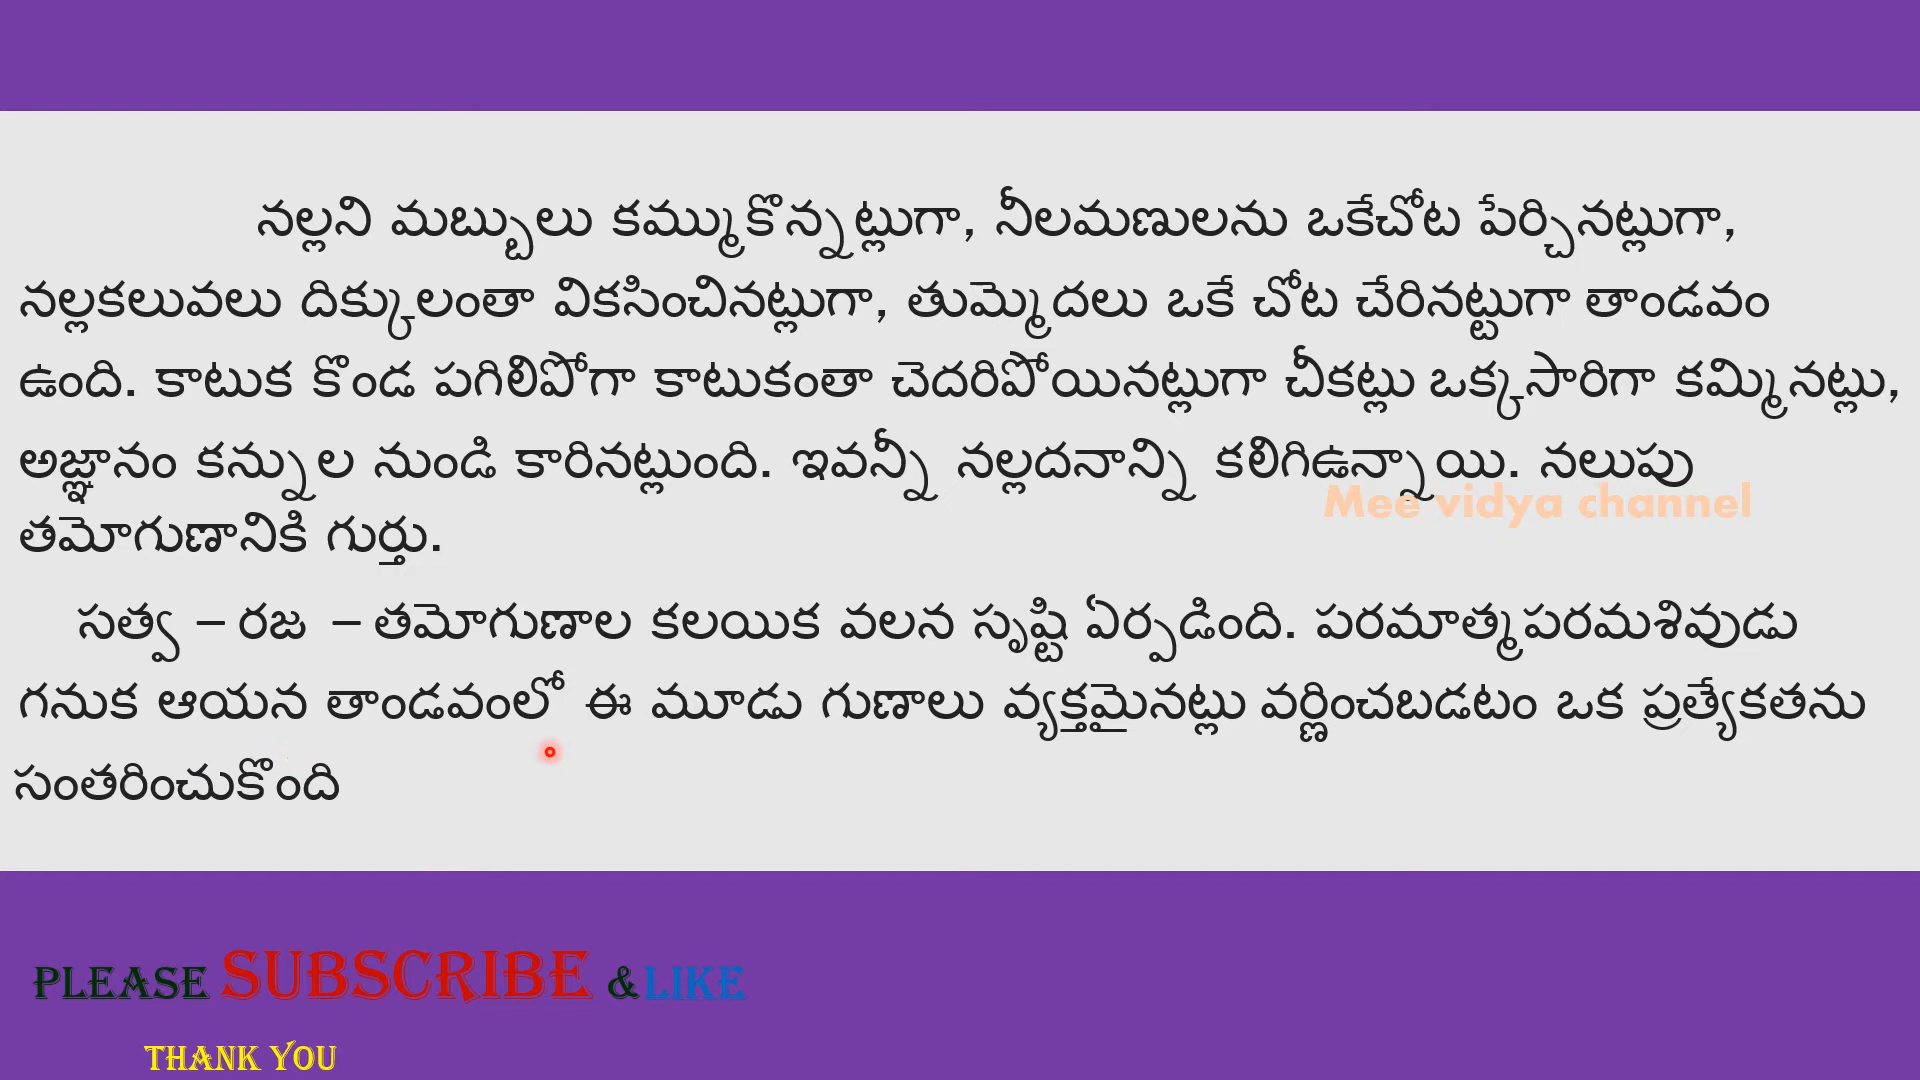 నల్లని మబ్బులు కమ్ముకొన్నట్లుగా, నీలమణులను ఒకేచోట పేర్చినట్లుగా,
నల్లకలువలు దిక్కులంతా వికసించినట్లుగా, తుమ్మెదలు ఒకే చోట చేరినట్టుగా తాండవం
ఉంది. కాటుక కొండ పగిలిపోగా కాటుకంతా చెదరిపోయినట్లుగా చీకట్లు ఒక్కసారిగా కమ్మినట్లు,
అజ్ఞానం కన్నుల నుండి కారినట్లుంది. ఇవన్నీ నల్లదనాన్ని కలిగిఉన్నాయి. నలుపు
Mee vidya channel
తమోగుణానికి గుర్తు.
సత్వ – రజ – తమోగుణాల కలయిక వలన సృష్టి ఏర్పడింది. పరమాత్మపరమశివుడు
గనుక ఆయన తాండవంలో ఈ మూడు గుణాలు వ్యక్తమైనట్లు వర్ణించబడటం ఒక ప్రత్యేకతను
సంతరించుకొంది
PLEASE SUBSCRIBE & LIKE
THANK YOU